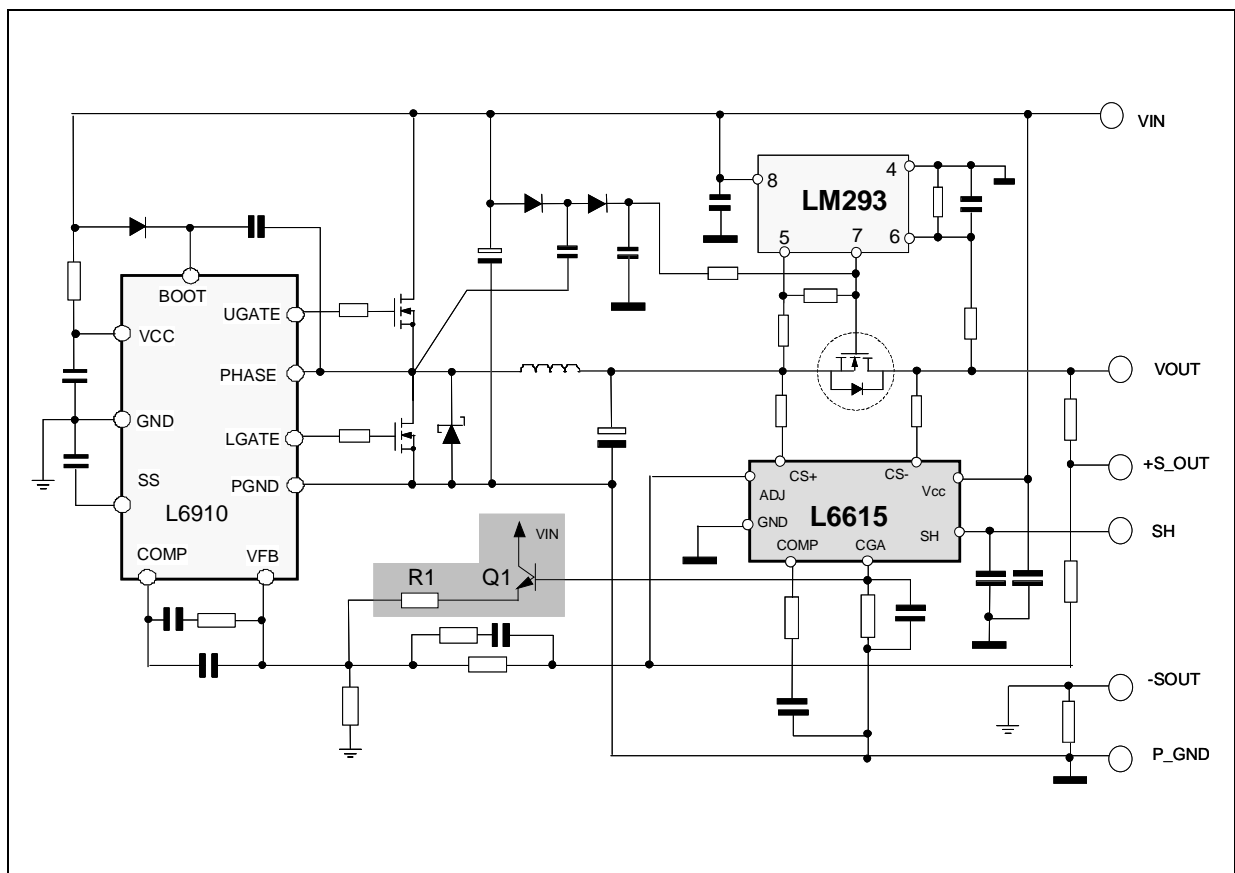 VIN
8
4
LM293
5
7
6
BOOT
UGATE
VCC
PHASE
VOUT
GND
LGATE
+S_OUT
CS+
CS-
SS
PGND
ADJ
Vcc
L6910
L6615
GND
SH
SH
VIN
COMP
VFB
COMP
CGA
R1
Q1
-SOUT
P_GND